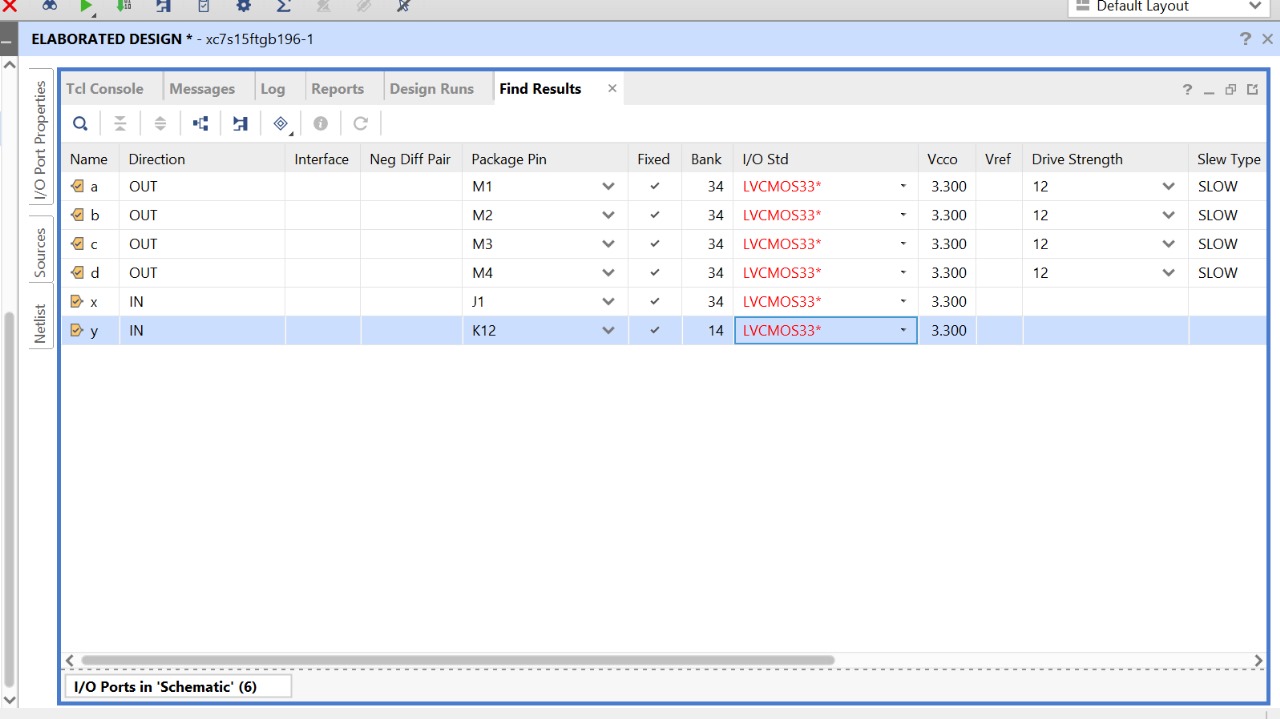 Default Layout
ELABORATED DESIGN * - xc7s15ftgb196-1
I/O Port Properties
Sources
Netlist
Tcl Console Messages Log Reports Design Runs Find Results
Name Direction Interface Neg Diff Pair Package Pin Fixed Bank I/O Std Vcco Vref Drive Strength Slew Type
a OUT M1 34 LVCMOS33* 3.300 12 SLOW
b OUT M2 34 LVCMOS33* 3.300 12 SLOW
c OUT M3 34 LVCMOS33* 3.300 12 SLOW
d OUT M4 34 LVCMOS33* 3.300 12 SLOW
x IN J1 34 LVCMOS33* 3.300
y IN K12 14 LVCMOS33* 3.300
I/O Ports in 'Schematic' (6)